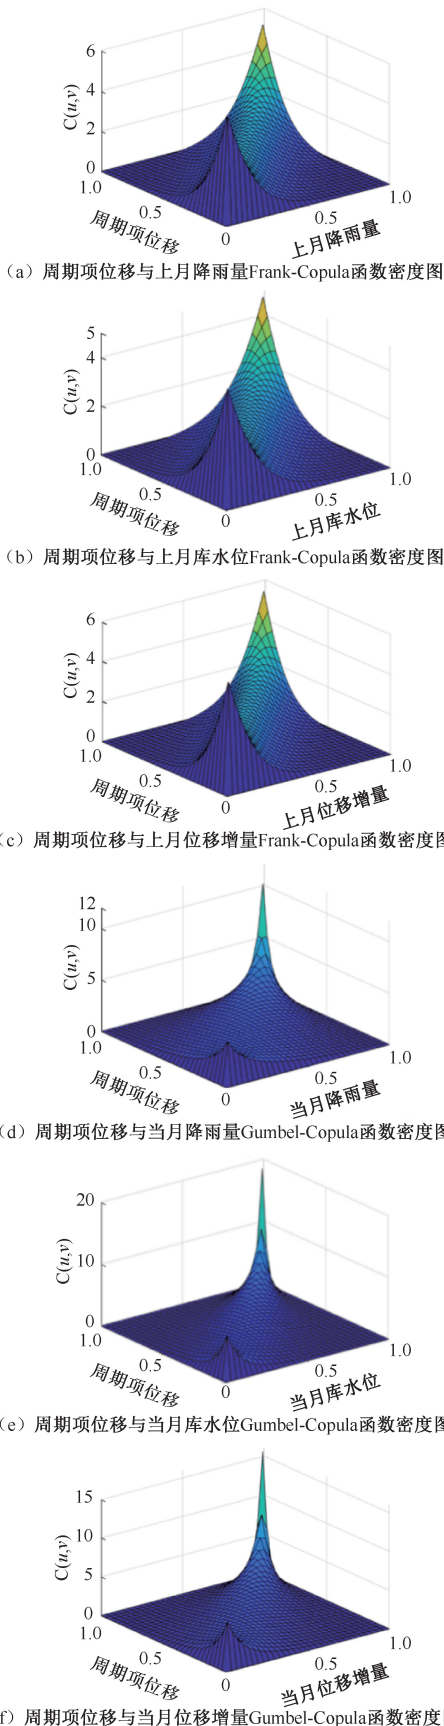 6
4
2
0
1.0
0.5
0
0.5
1.0
C(u,v)
周期项位移
上月降雨量
（a）周期项位移与上月降雨量Frank-Copula函数密度图
5
4
2
0
1.0
0.5
0
0.5
1.0
C(u,v)
周期项位移
上月库水位
（b）周期项位移与上月库水位Frank-Copula函数密度图
6
4
2
0
1.0
0.5
0
0.5
1.0
C(u,v)
周期项位移
上月位移增量
（c）周期项位移与上月位移增量Frank-Copula函数密度图
12
10
5
0
1.0
0.5
0
0.5
1.0
C(u,v)
周期项位移
当月降雨量
（d）周期项位移与当月降雨量Gumbel-Copula函数密度图
20
10
0
1.0
0.5
0
0.5
1.0
C(u,v)
周期项位移
当月库水位
（e）周期项位移与当月库水位Gumbel-Copula函数密度图
15
10
5
0
1.0
0.5
0
0.5
1.0
C(u,v)
周期项位移
当月位移增量
f）周期项位移与当月位移增量Gumbel-Copula函数密度